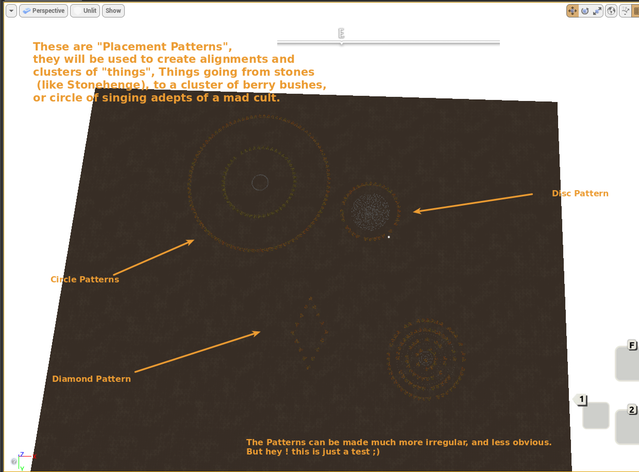 Perspective
Unlit
Show
These are "Placement Patterns",
they will be used to create alignments and
clusters of "things", Things going from stones
(like Stonehenge), to a cluster of berry bushes,
or circle of singing adepts of a mad cult.
Disc Pattern
Circle Patterns
Diamond Pattern
F
1
2
The Patterns can be made much more irregular, and less obvious.
But hey ! this is just a test ;)
Z
Y